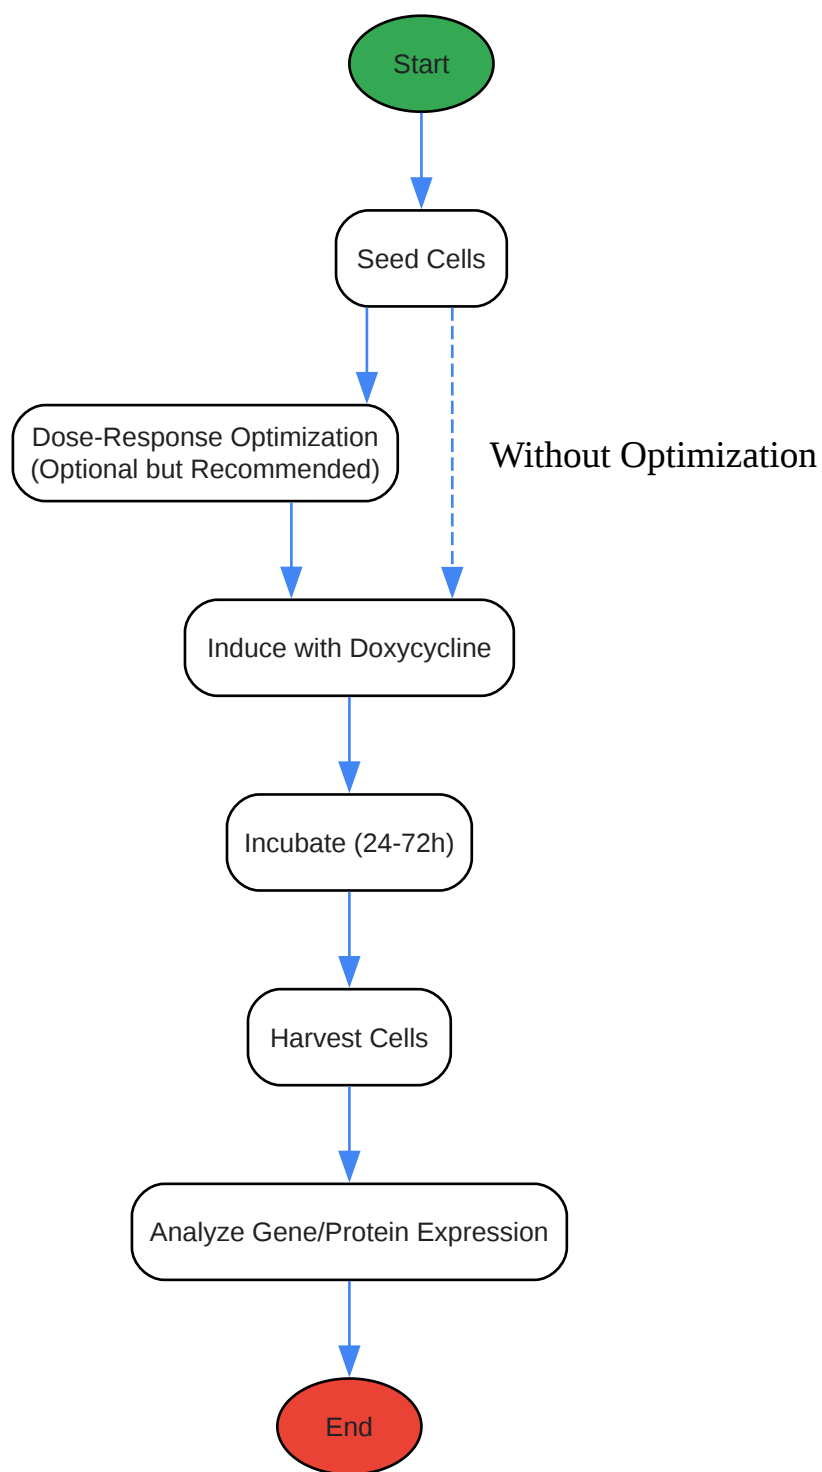 Start
Seed Cells
Dose-Response Optimization
(Optional but Recommended)
Without Optimization
Induce with Doxycycline
Incubate (24-72h)
Harvest Cells
Analyze Gene/Protein Expression
End